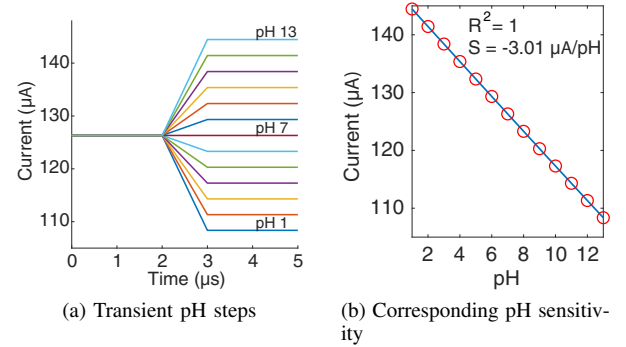 pH 13
pH 7
pH 1
140
130
120
110
Current (µA)
0
1
2
3
4
5
Time (µs)
(a) Transient pH steps
R² = 1
S = -3.01 µA/pH
140
130
120
110
Current (µA)
2
4
6
8
10
12
pH
(b) Corresponding pH sensitiv-
ity